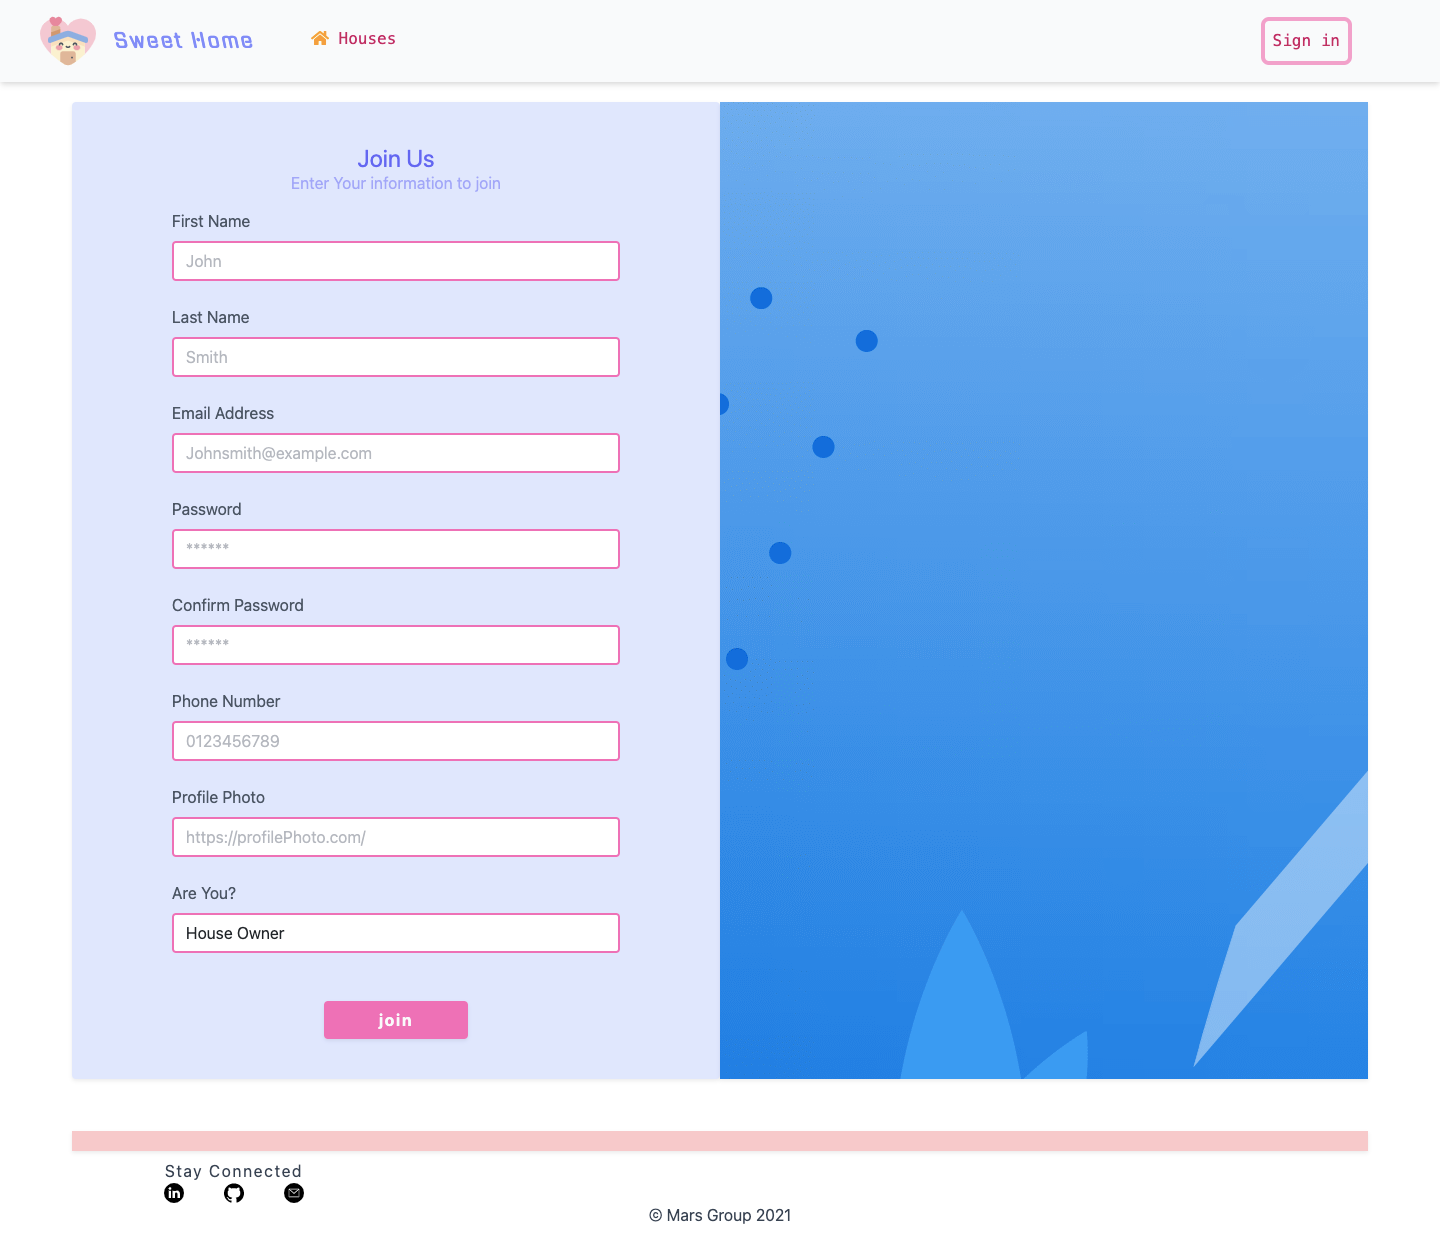 Sweet Home
Houses
Sign in
Join Us
Enter Your information to join
First Name
John
Last Name
Smith
Email Address
Johnsmith@example.com
Password
******
Confirm Password
******
Phone Number
0123456789
Profile Photo
https://profilePhoto.com/
Are You?
House Owner
join
Stay Connected
in
© Mars Group 2021